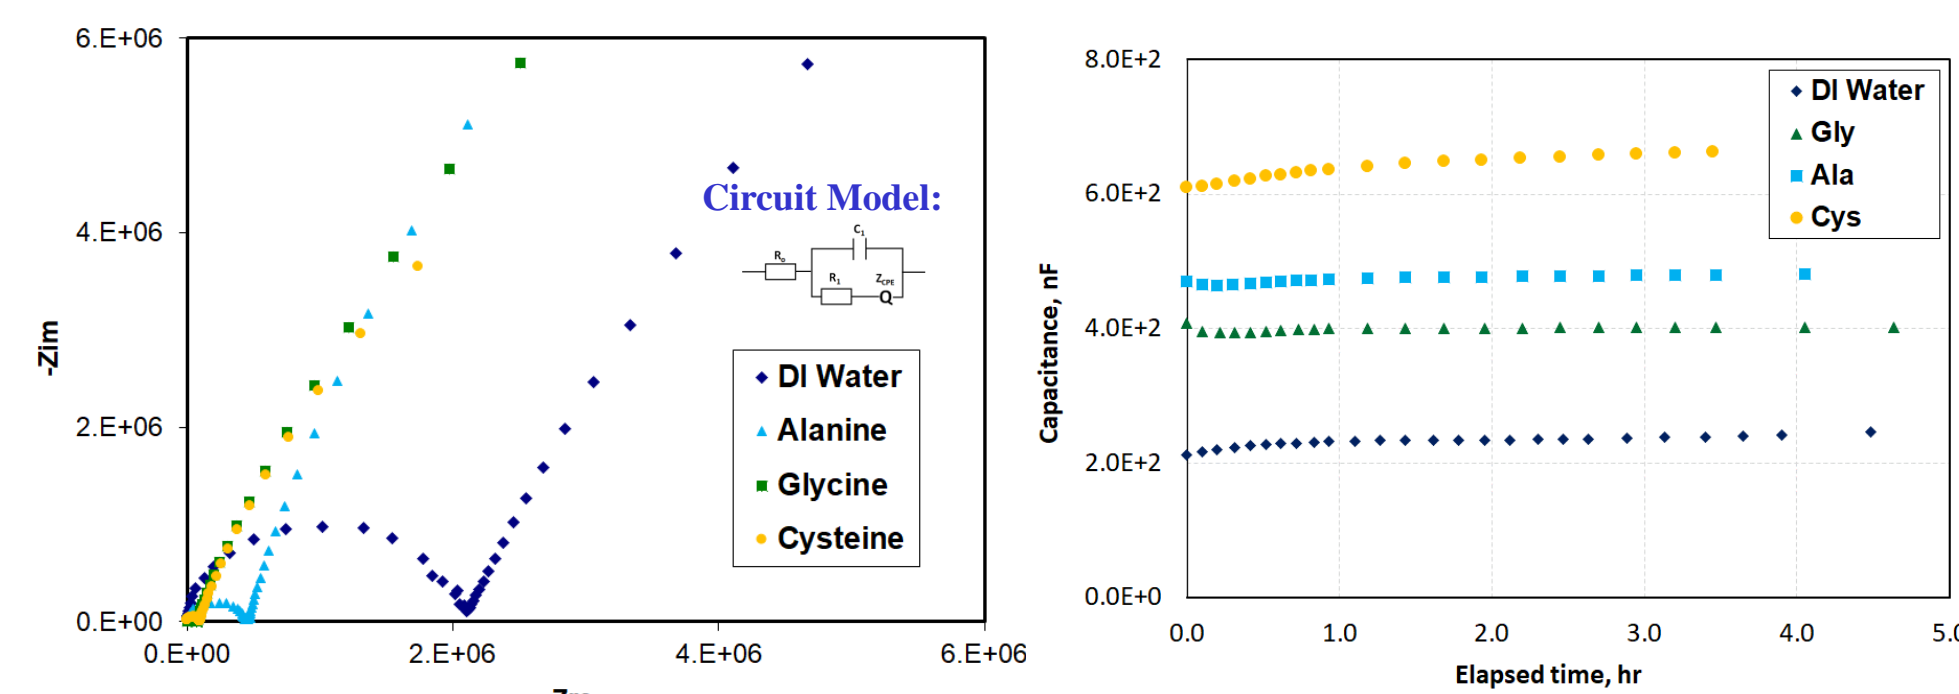 6.E+06
4.E+06
2.E+06
0.E+00
-Zim
0.E+00 2.E+06 4.E+06 6.E+06
Circuit Model:
C1
Ro
R1
ZCPE
Q
DI Water
Alanine
Glycine
Cysteine
8.0E+2
6.0E+2
4.0E+2
2.0E+2
0.0E+0
Capacitance, nF
0.0 1.0 2.0 3.0 4.0 5.0
Elapsed time, hr
DI Water
Gly
Ala
Cys